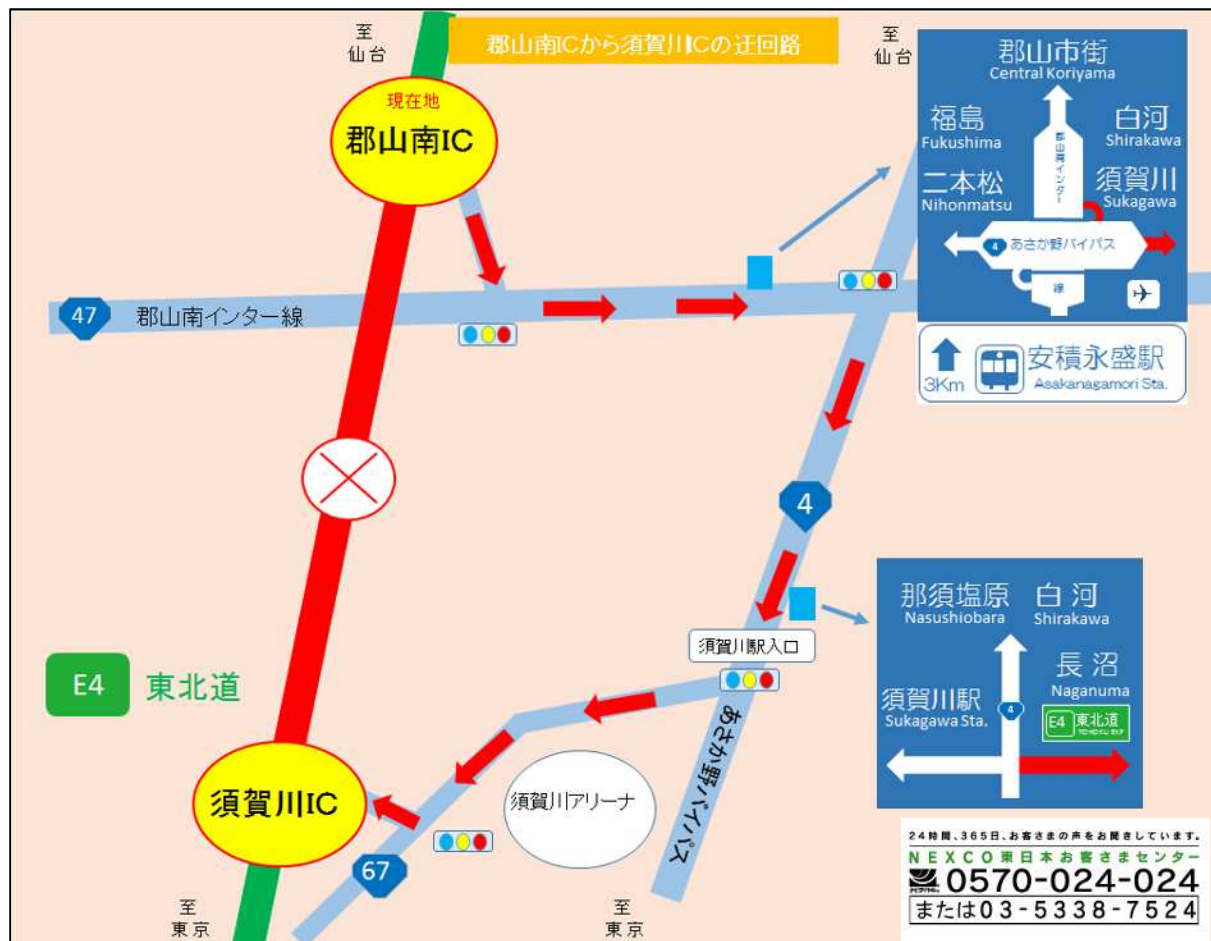 至
仙台
郡山南ICから須賀川ICの迂回路
至
仙台
現在地
郡山南IC
郡山市街
Central Koriyama
福島
Fukushima
白河
Shirakawa
二本松
Nihonmatsu
須賀川
Sukagawa
郡山南インター
4
あさか野バイパス
線
3Km
安積永盛駅
Asakanagamori Sta.
47
郡山南インター線
4
那須塩原
Nasushiobara
白河
Shirakawa
長沼
Naganuma
須賀川駅
Sukagawa Sta.
4
E4
東北道
TOHOKU EXP
須賀川駅入口
E4
東北道
あさか野バイパス
須賀川IC
須賀川アリーナ
67
至
東京
至
東京
24時間、365日、お客さまの声をお聞きしています。
NEXCO東日本お客さまセンター
0570-024-024
または03-5338-7524